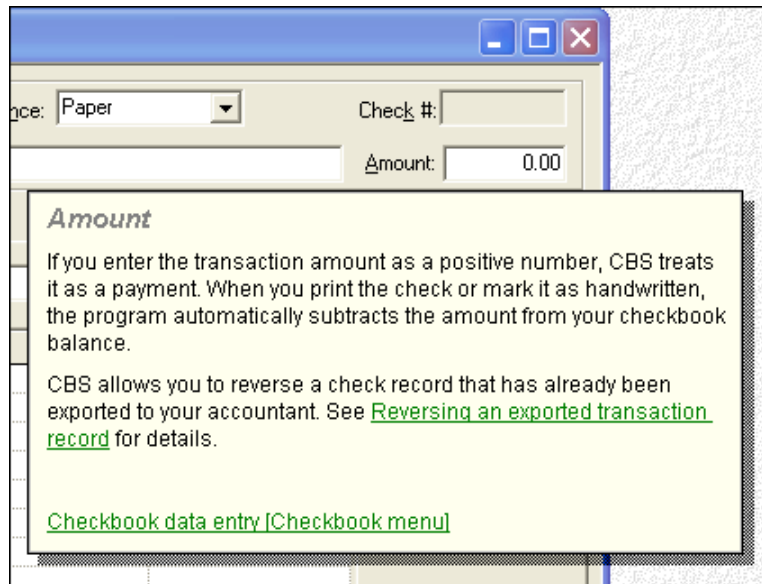 nce: Paper Check #:
Amount: 0.00
Amount
If you enter the transaction amount as a positive number, CBS treats
it as a payment. When you print the check or mark it as handwritten,
the program automatically subtracts the amount from your checkbook
balance.
CBS allows you to reverse a check record that has already been
exported to your accountant. See Reversing an exported transaction
record for details.
Checkbook data entry [Checkbook menu]